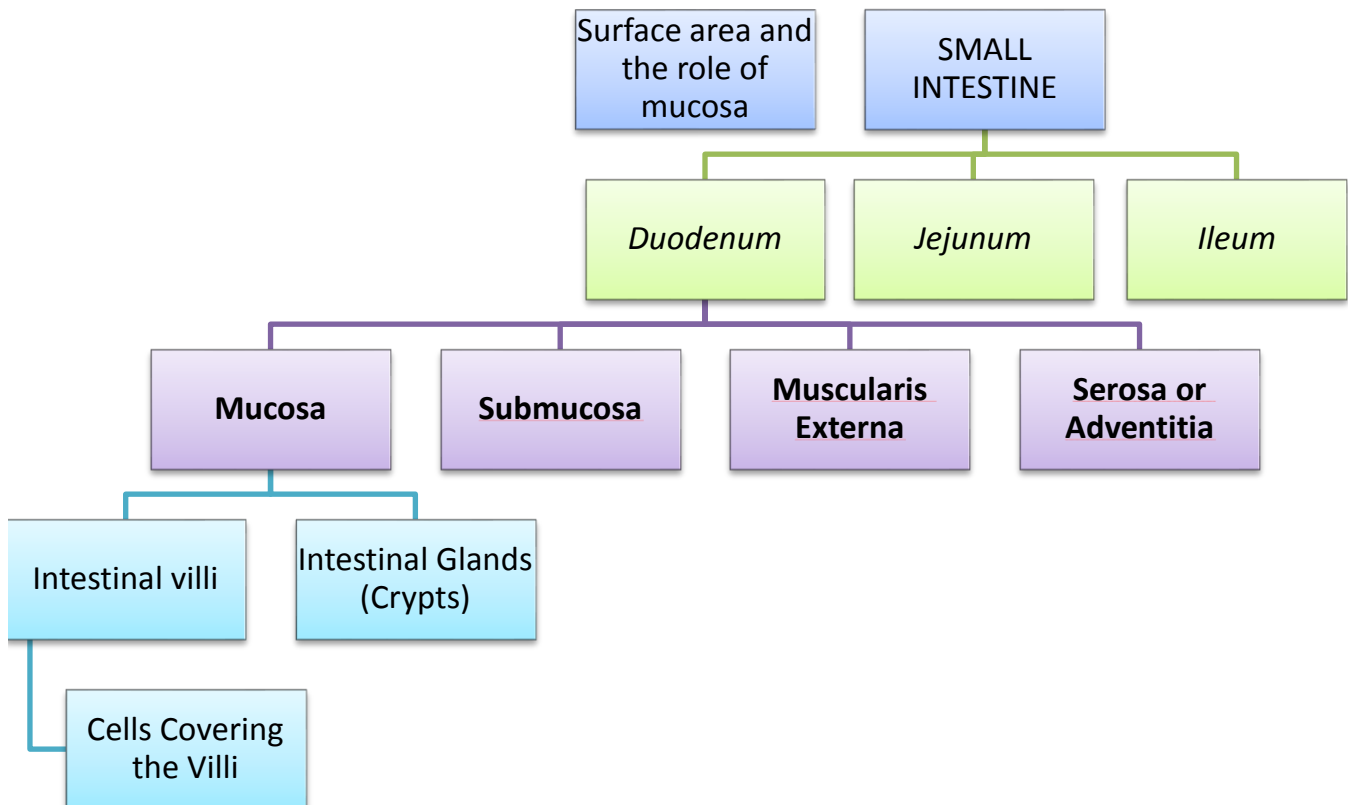 Surface area and
the role of
mucosa
SMALL
INTESTINE
Duodenum
Jejunum
Ileum
Mucosa
Submucosa
Muscularis
Externa
Serosa or
Adventitia
Intestinal villi
Intestinal Glands
(Crypts)
Cells Covering
the Villi